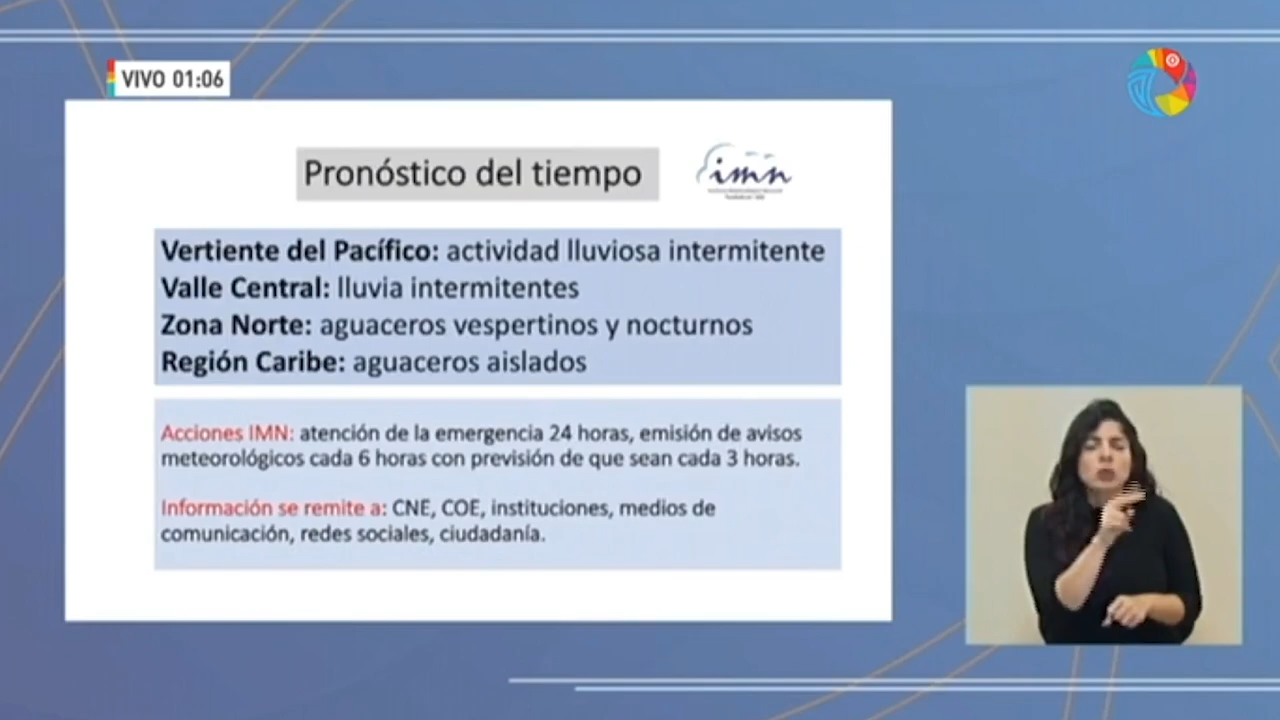 VIVO 01:06
Pronóstico del tiempo
imn
Vertiente del Pacífico: actividad lluviosa intermitente
Valle Central: lluvia intermitentes
Zona Norte: aguaceros vespertinos y nocturnos
Región Caribe: aguaceros aislados
Acciones IMN: atención de la emergencia 24 horas, emisión de avisos
meteorológicos cada 6 horas con previsión de que sean cada 3 horas.
Información se remite a: CNE, COE, instituciones, medios de
comunicación, redes sociales, ciudadanía.